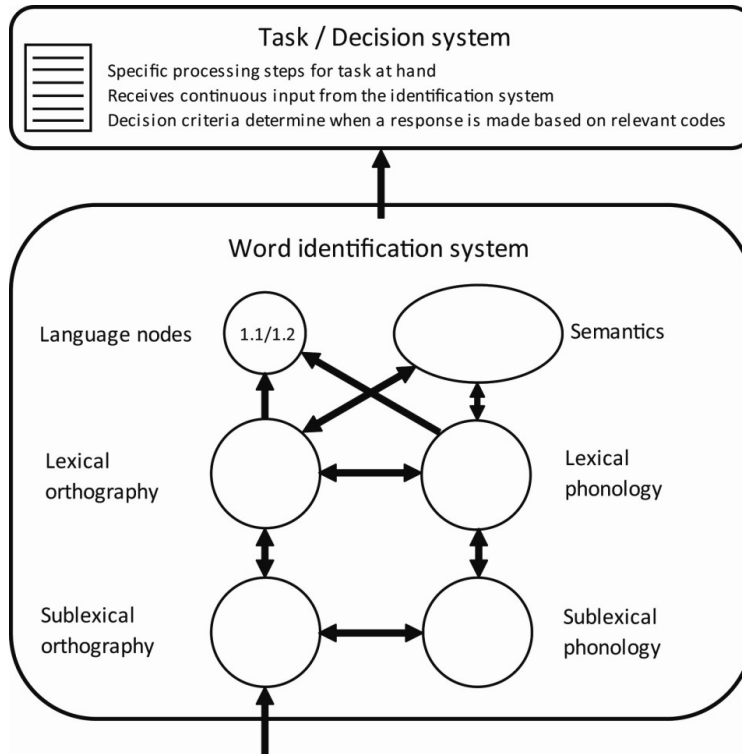 Task / Decision system
Specific processing steps for task at hand
Receives continuous input from the identification system
Decision criteria determine when a response is made based on relevant codes
Word identification system
Language nodes
1.1/1.2
Semantics
Lexical
orthography
Lexical
phonology
Sublexical
orthography
Sublexical
phonology